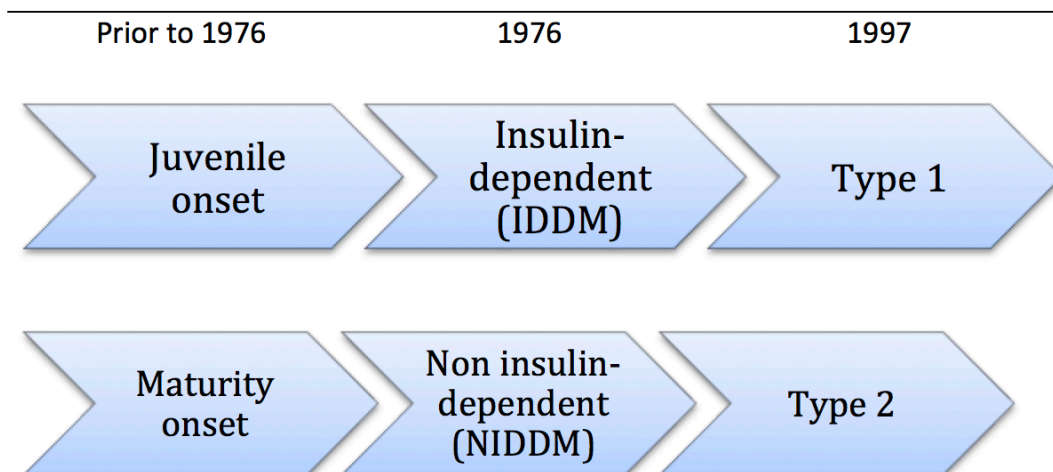 Prior to 1976
1976
1997
Juvenile
onset
Insulin-
dependent
(IDDM)
Type 1
Maturity
onset
Non insulin-
dependent
(NIDDM)
Type 2